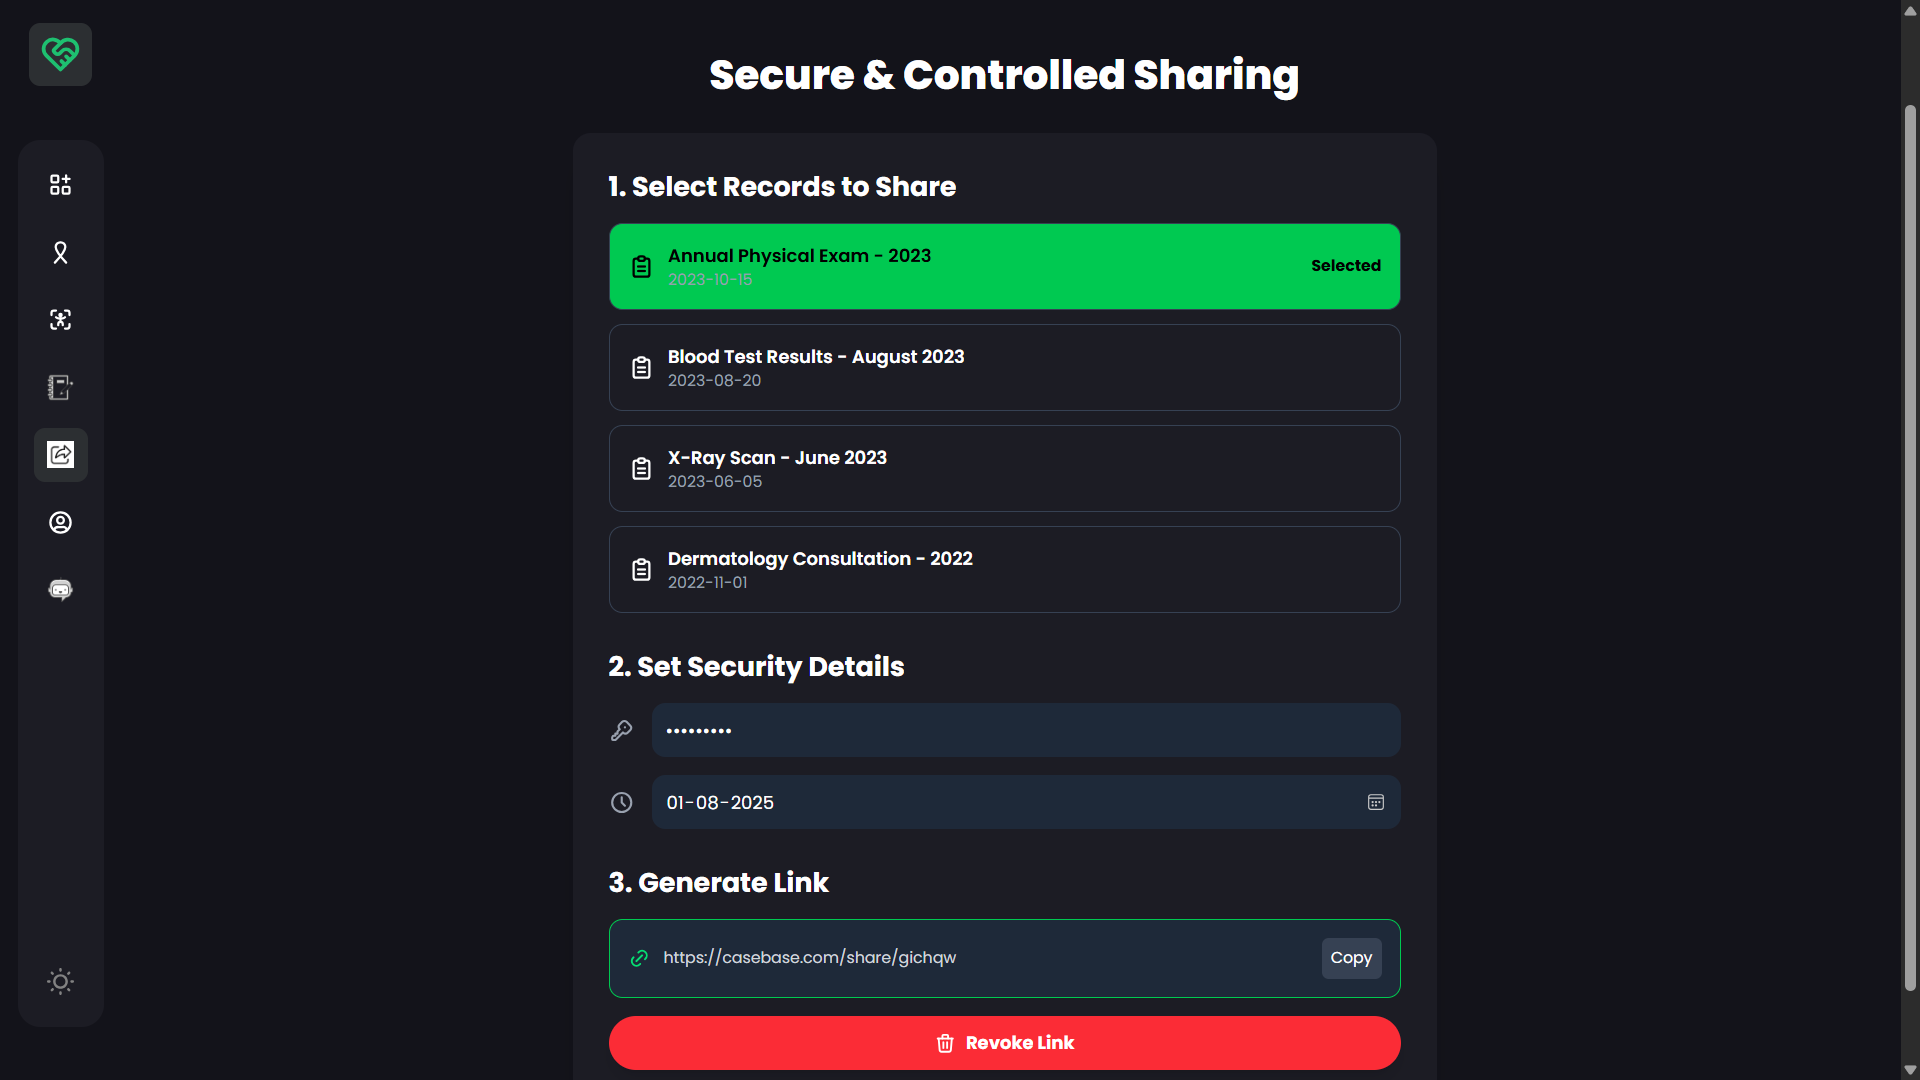 Secure & Controlled Sharing
1. Select Records to Share
Annual Physical Exam - 2023
2023-10-15
Selected
Blood Test Results - August 2023
2023-08-20
X-Ray Scan - June 2023
2023-06-05
Dermatology Consultation - 2022
2022-11-01
2. Set Security Details
•••••••••
01-08-2025
3. Generate Link
https://casebase.com/share/gichqw
Copy
Revoke Link